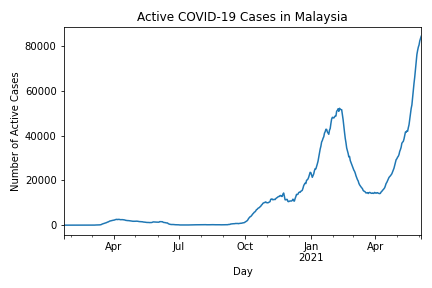 Active COVID-19 Cases in Malaysia
Number of Active Cases
80000
60000
40000
20000
0
Apr
Jul
Oct
Jan
2021
Apr
Day